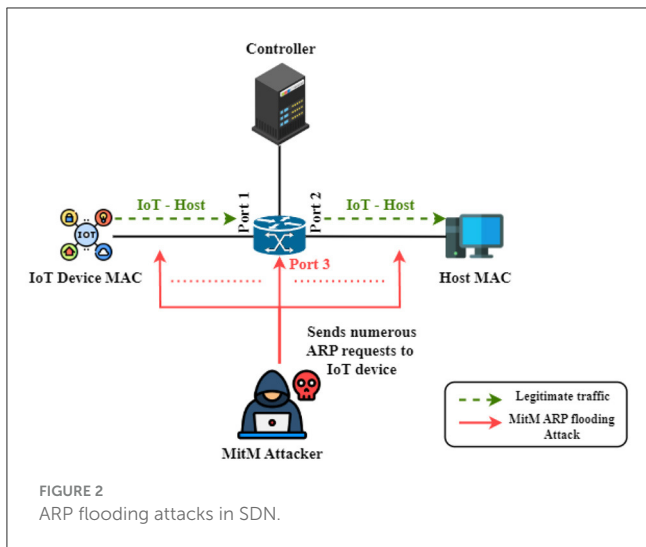 Controller
Port 1
Port 2
IoT - Host
IoT - Host
IOT
IoT Device MAC
Host MAC
Port 3
Sends numerous
ARP requests to
IoT device
MitM Attacker
Legitimate traffic
MitM ARP flooding
Attack
FIGURE 2
ARP flooding attacks in SDN.